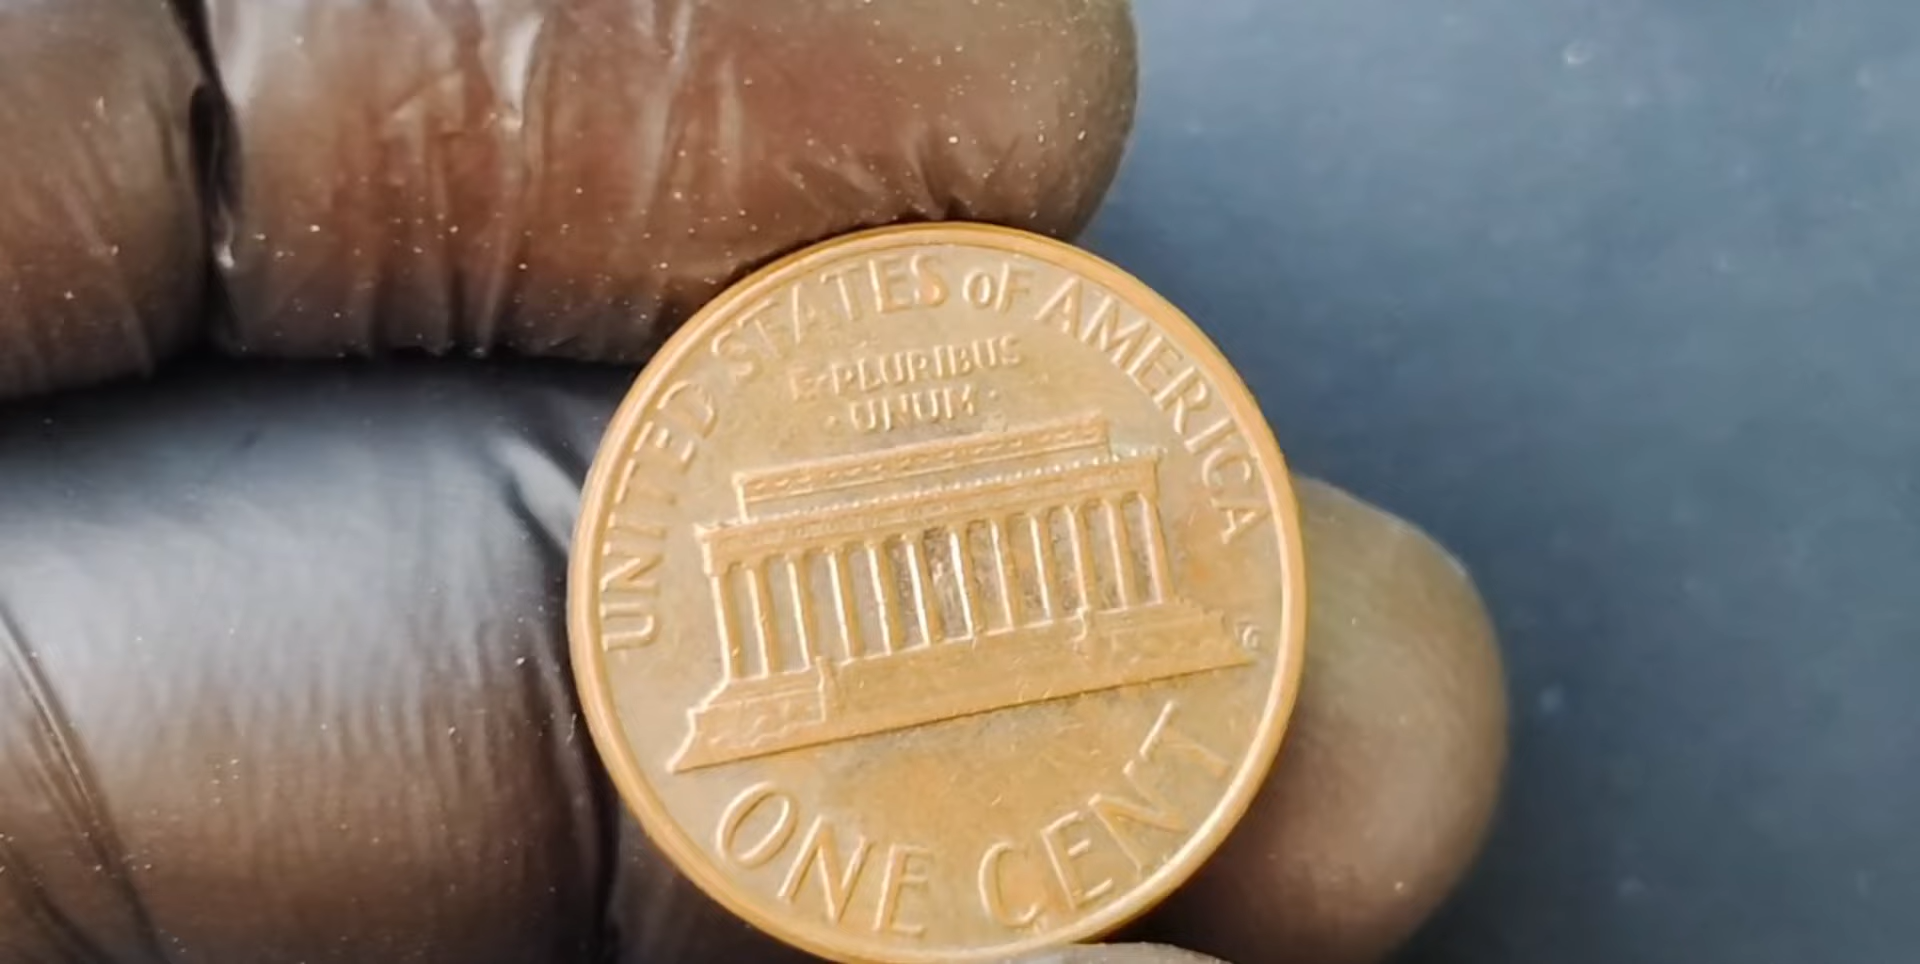 UNITED STATES oF AMERICA
E·PLURIBUS
·UNUM·
ONE CENT